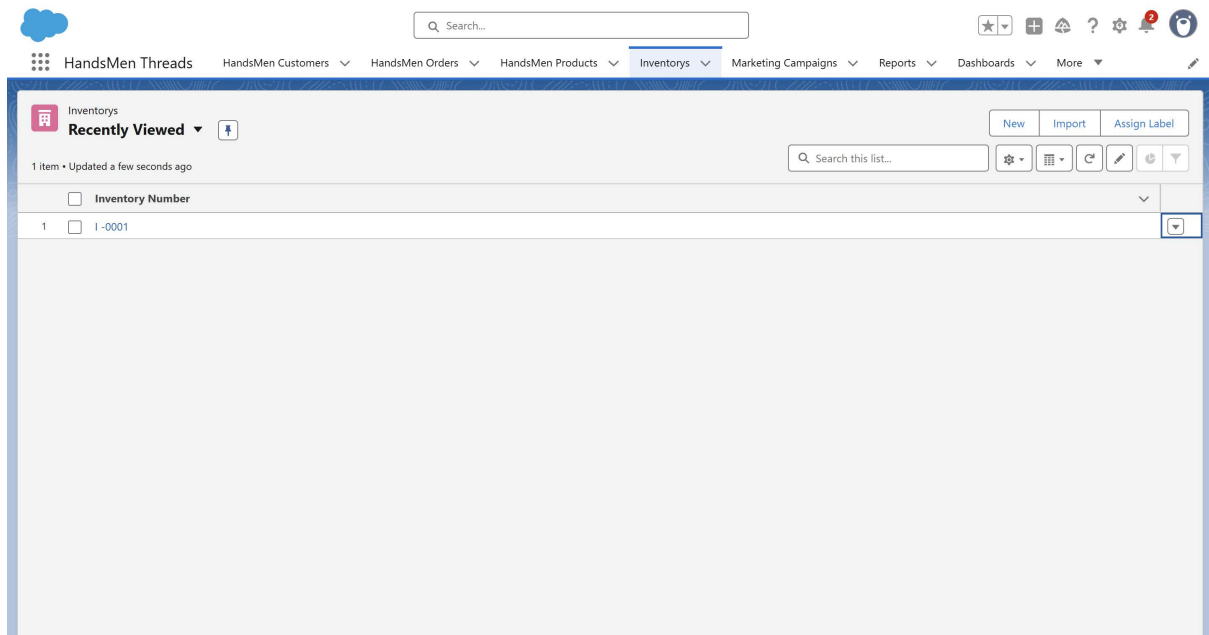 Search...
2
HandsMen Threads HandsMen Customers HandsMen Orders HandsMen Products Inventorys Marketing Campaigns Reports Dashboards More
Inventorys
Recently Viewed
New Import Assign Label
1 item • Updated a few seconds ago
Search this list...
Inventory Number
1 I -0001